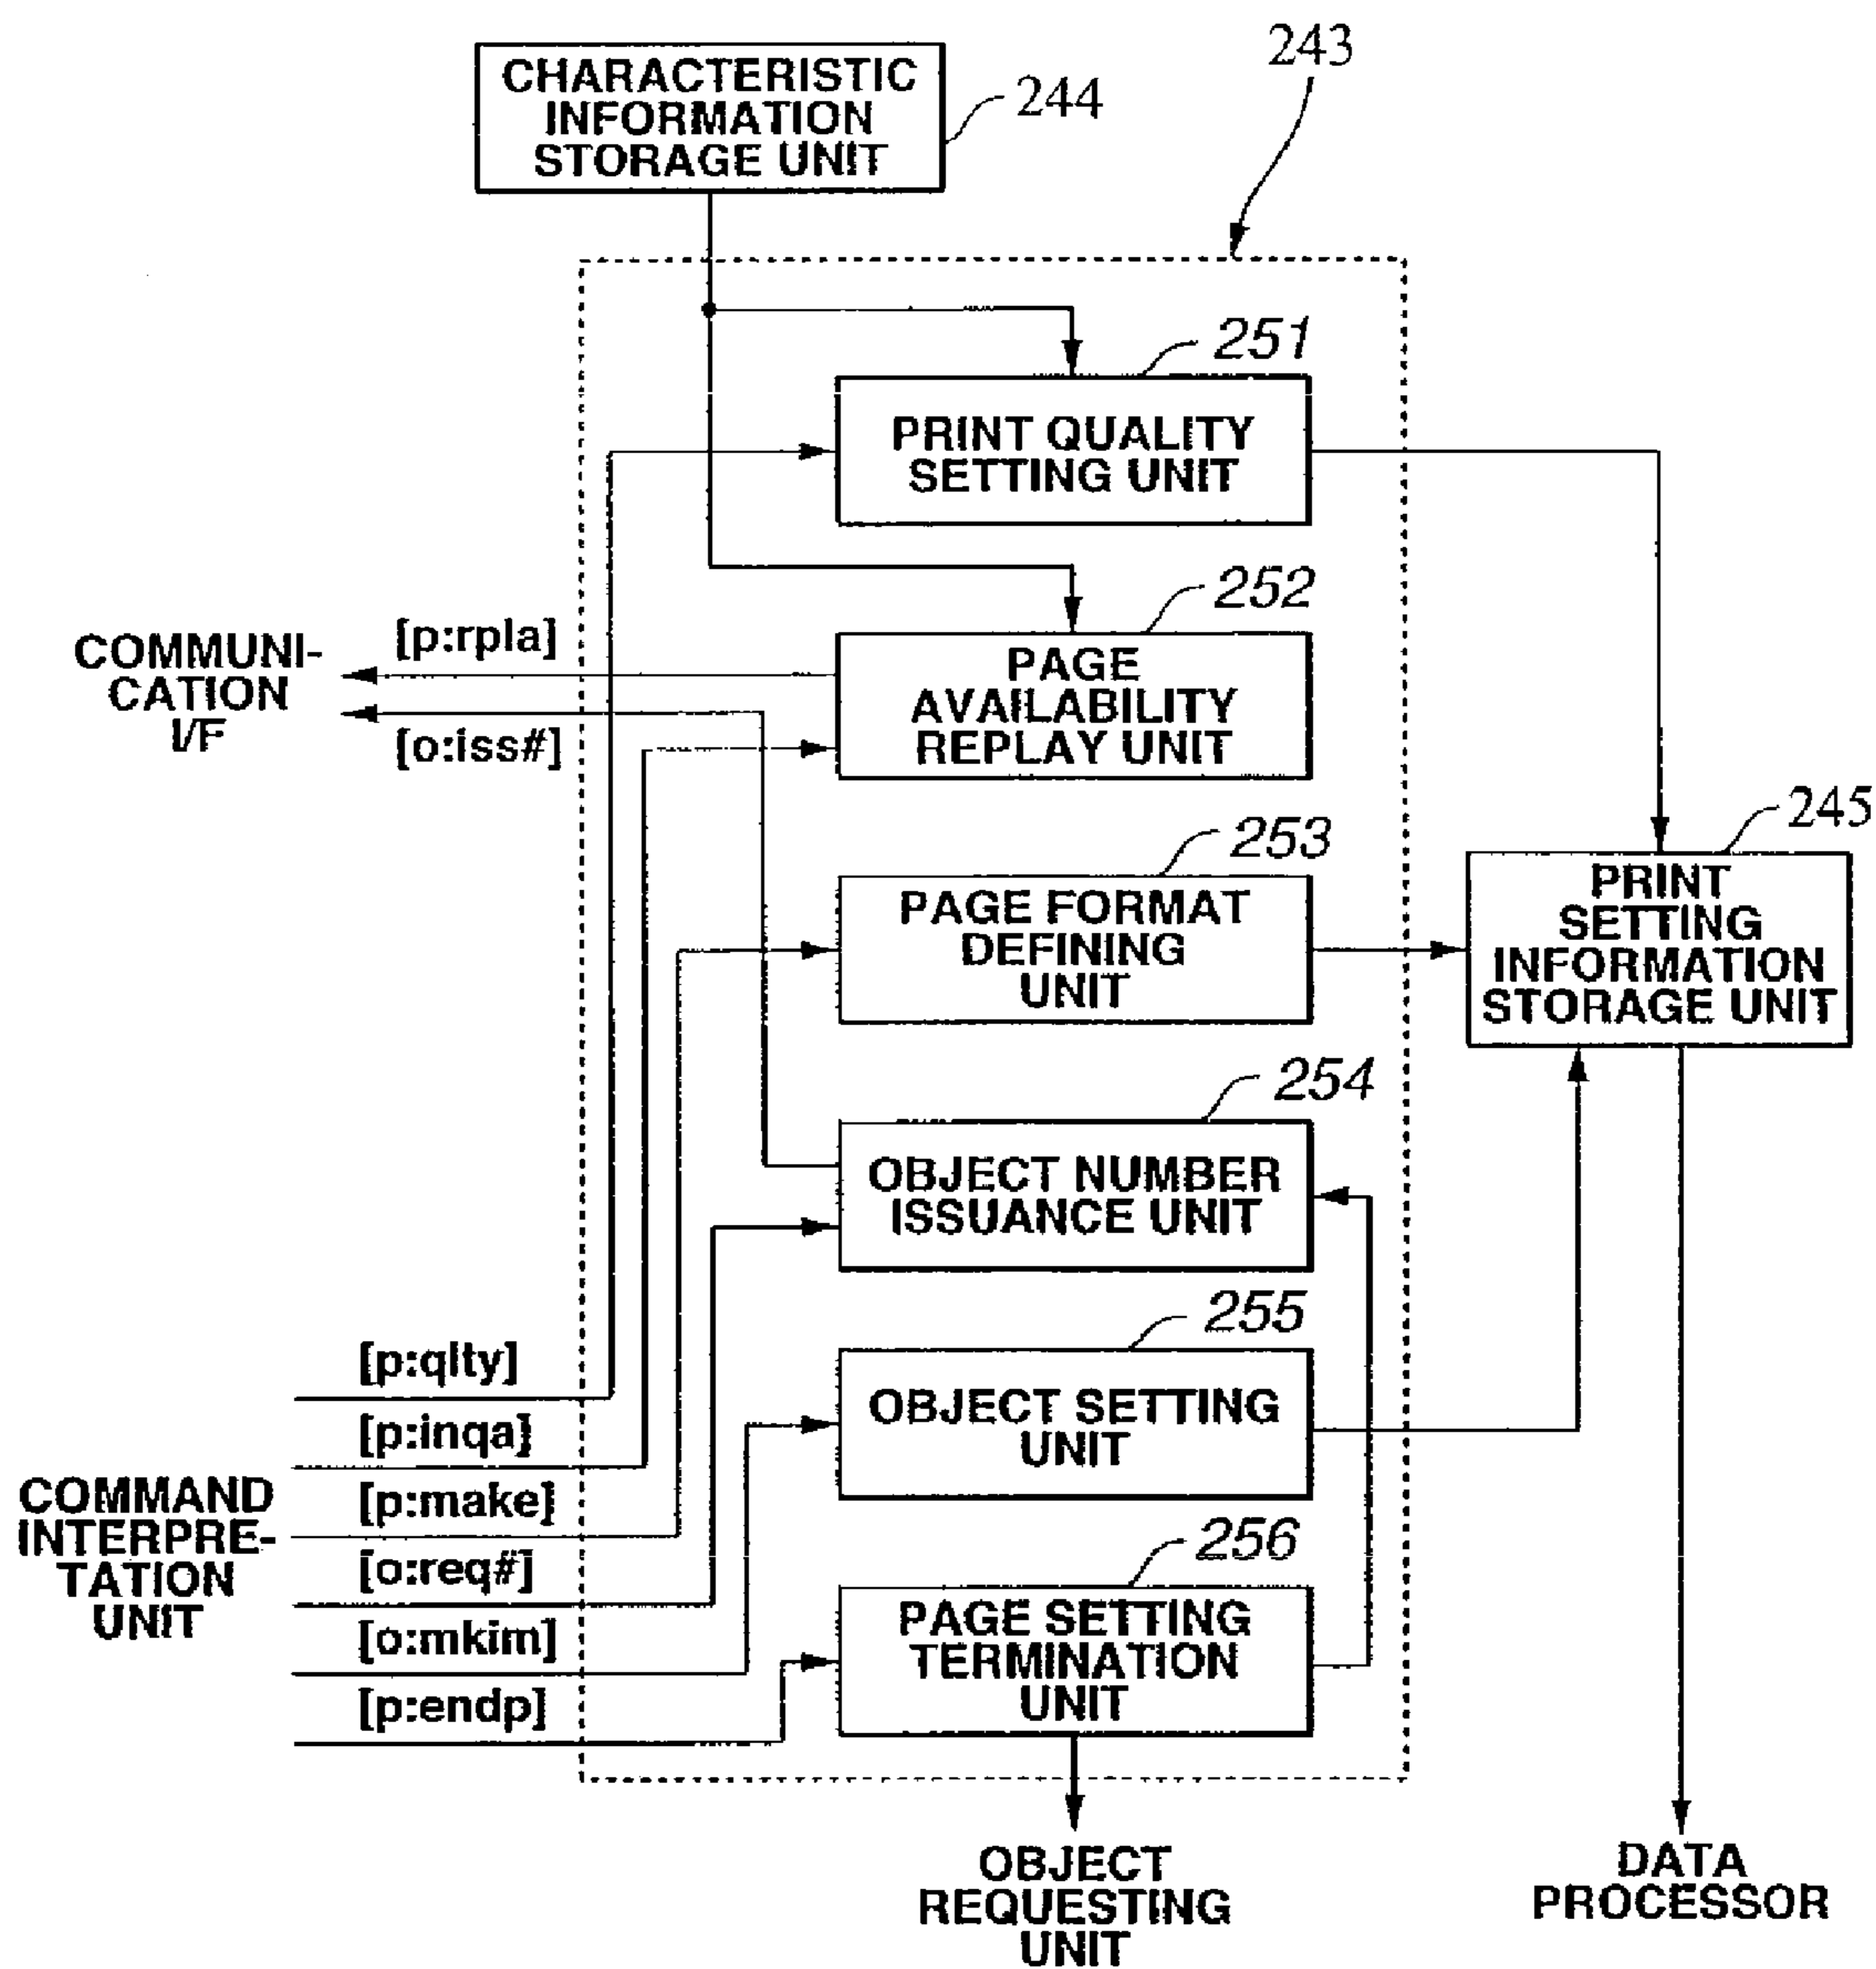 243
CHARACTERISTIC
INFORMATION
STORAGE UNIT
244
251
PRINT QUALITY
SETTING UNIT
252
[p:rpla]
COMMUNI-
CATION
I/F
PAGE
AVAILABILITY
REPLAY UNIT
[o:iss#]
253
245
PAGE FORMAT
DEFINING
UNIT
PRINT
SETTING
INFORMATION
STORAGE UNIT
254
OBJECT NUMBER
ISSUANCE UNIT
255
[p:qlty]
OBJECT SETTING
UNIT
[p:inqa]
COMMAND
INTERPRE-
TATION
UNIT
[p:make]
[o:req#]
[o:mkim]
[p:endp]
256
PAGE SETTING
TERMINATION
UNIT
OBJECT
REQUESTING
UNIT
DATA
PROCESSOR